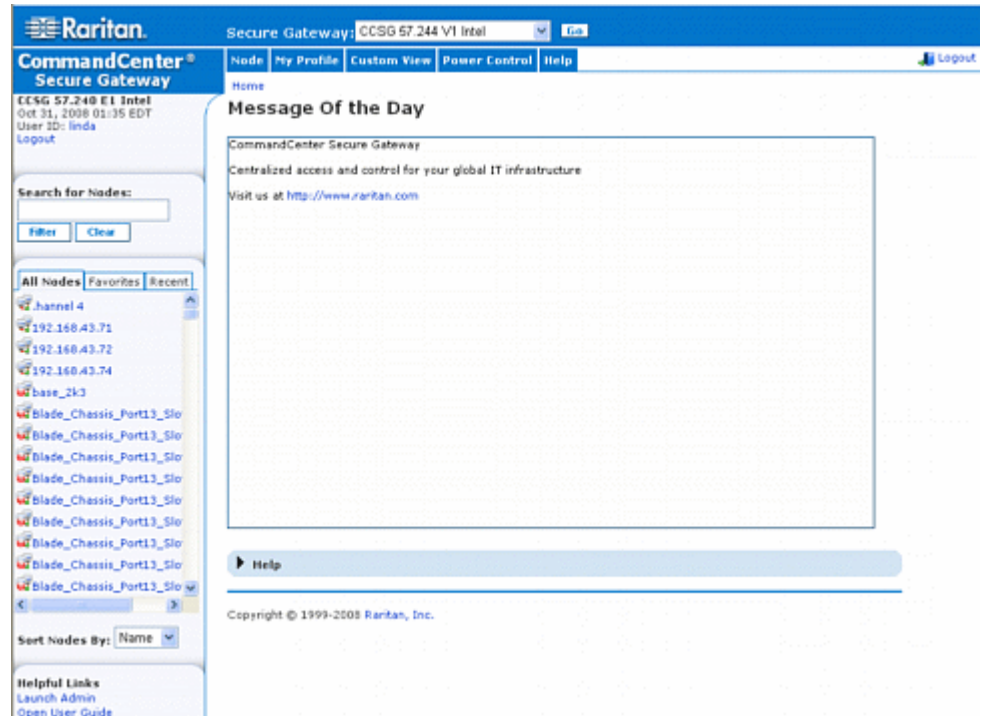 Raritan.
Secure Gateway: CCSG 57.244 V1 Intel Go
CommandCenter®
Secure Gateway
Node My Profile Custom View Power Control Help Logout
CCSG 57.240 E1 Intel
Oct 31, 2008 01:35 EDT
User ID: linda
Logout
Home
Message Of the Day
CommandCenter Secure Gateway
Centralized access and control for your global IT infrastructure
Visit us at http://www.raritan.com
Search for Nodes:
Filter Clear
All Nodes Favorites Recent
.hannel 4
192.168.43.71
192.168.43.72
192.168.43.74
base_2k3
Blade_Chassis_Port13_Slo
Blade_Chassis_Port13_Slo
Blade_Chassis_Port13_Slo
Blade_Chassis_Port13_Slo
Blade_Chassis_Port13_Slo
Blade_Chassis_Port13_Slo
Blade_Chassis_Port13_Slo
Blade_Chassis_Port13_Slo
Blade_Chassis_Port13_Slo
Sort Nodes By: Name
Helpful Links
Launch Admin
Open User Guide
Help
Copyright © 1999-2008 Raritan, Inc.